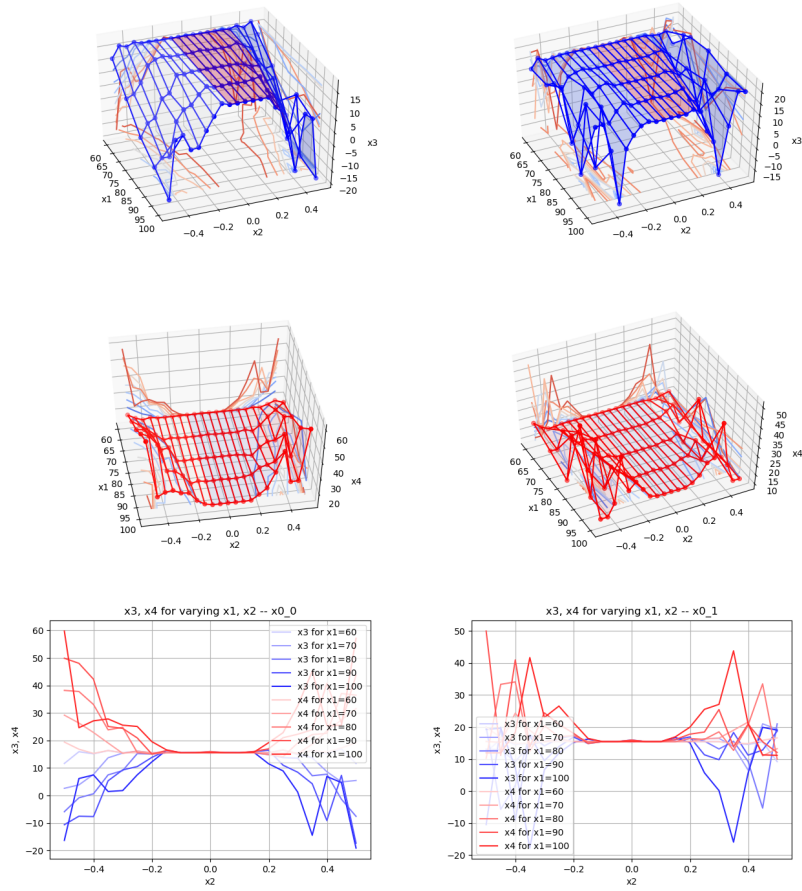 15
10
5
0
−5
−10
−15
−20
x3
60
65
70
75
80
85
90
95
100
x1
−0.4
−0.2
0.0
0.2
0.4
x2
20
15
10
5
0
−5
−10
−15
x3
60
65
70
75
80
85
90
95
100
x1
−0.4
−0.2
0.0
0.2
0.4
x2
60
50
40
30
20
x4
60
65
70
75
80
85
90
95
100
x1
−0.4
−0.2
0.0
0.2
0.4
x2
50
45
40
35
30
25
20
15
10
x4
60
65
70
75
80
85
90
95
100
x1
−0.4
−0.2
0.0
0.2
0.4
x2
x3, x4 for varying x1, x2 -- x0_0
60
50
40
30
20
10
0
−10
−20
x3, x4
x3 for x1=60
x3 for x1=70
x3 for x1=80
x3 for x1=90
x3 for x1=100
x4 for x1=60
x4 for x1=70
x4 for x1=80
x4 for x1=90
x4 for x1=100
−0.4
−0.2
0.0
0.2
0.4
x2
x3, x4 for varying x1, x2 -- x0_1
50
40
30
20
10
0
−10
−20
x3, x4
x3 for x1=60
x3 for x1=70
x3 for x1=80
x3 for x1=90
x3 for x1=100
x4 for x1=60
x4 for x1=70
x4 for x1=80
x4 for x1=90
x4 for x1=100
−0.4
−0.2
0.0
0.2
0.4
x2